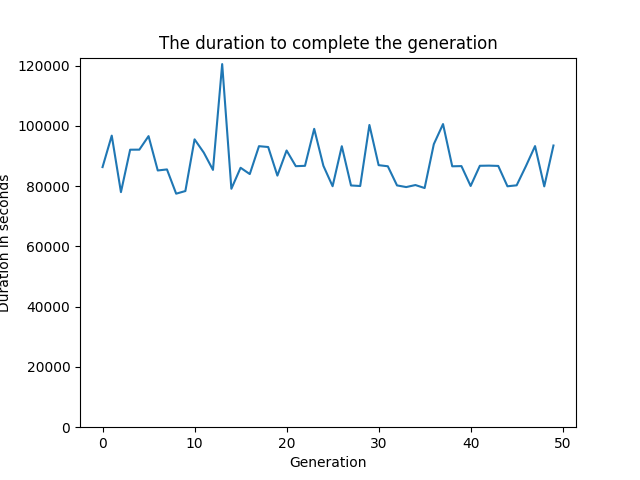 The duration to complete the generation
120000
100000
80000
60000
40000
20000
0
Duration in seconds
0 10 20 30 40 50
Generation